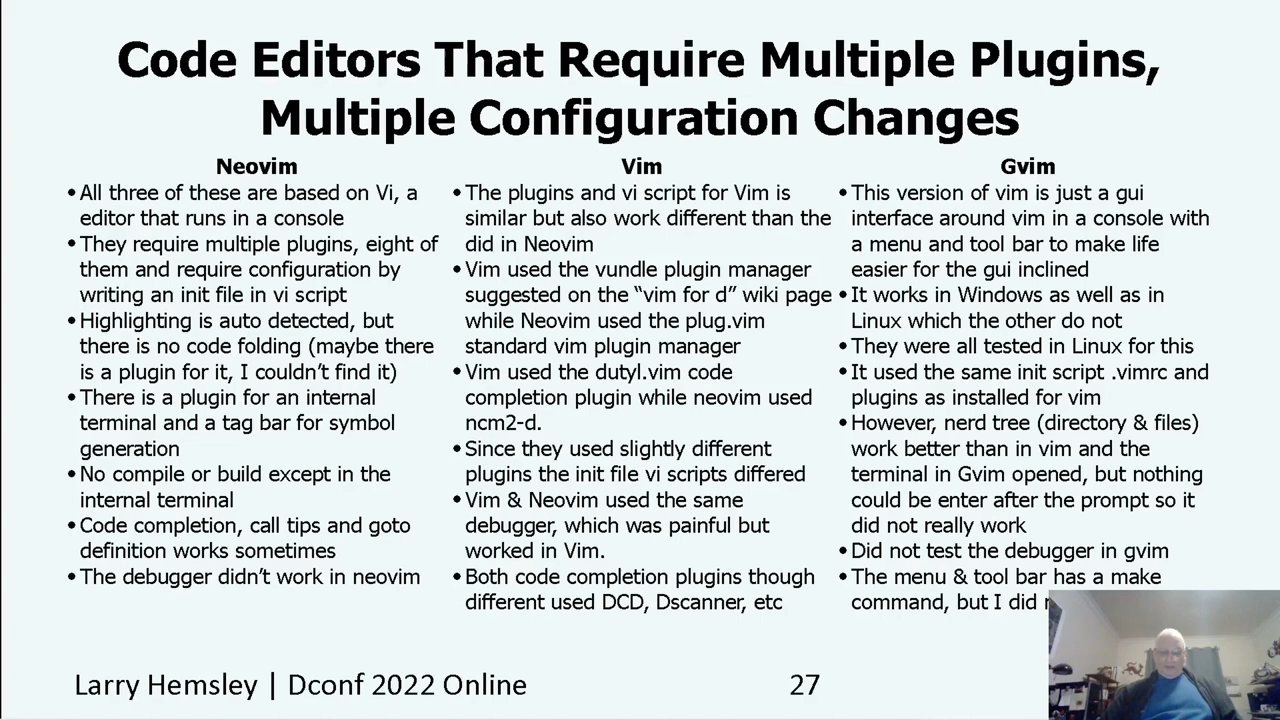 Code Editors That Require Multiple Plugins,
Multiple Configuration Changes
Neovim
•All three of these are based on Vi, a
editor that runs in a console
•They require multiple plugins, eight of
them and require configuration by
writing an init file in vi script
•Highlighting is auto detected, but
there is no code folding (maybe there
is a plugin for it, I couldn't find it)
•There is a plugin for an internal
terminal and a tag bar for symbol
generation
•No compile or build except in the
internal terminal
•Code completion, call tips and goto
definition works sometimes
•The debugger didn't work in neovim
Vim
•The plugins and vi script for Vim is
similar but also work different than the
did in Neovim
•Vim used the vundle plugin manager
suggested on the “vim for d” wiki page
while Neovim used the plug.vim
standard vim plugin manager
•Vim used the dutyl.vim code
completion plugin while neovim used
ncm2-d.
•Since they used slightly different
plugins the init file vi scripts differed
•Vim & Neovim used the same
debugger, which was painful but
worked in Vim.
•Both code completion plugins though
different used DCD, Dscanner, etc
Gvim
•This version of vim is just a gui
interface around vim in a console with
a menu and tool bar to make life
easier for the gui inclined
•It works in Windows as well as in
Linux which the other do not
•They were all tested in Linux for this
•It used the same init script .vimrc and
plugins as installed for vim
•However, nerd tree (directory & files)
work better than in vim and the
terminal in Gvim opened, but nothing
could be enter after the prompt so it
did not really work
•Did not test the debugger in gvim
•The menu & tool bar has a make
command, but I did
Larry Hemsley | Dconf 2022 Online
27